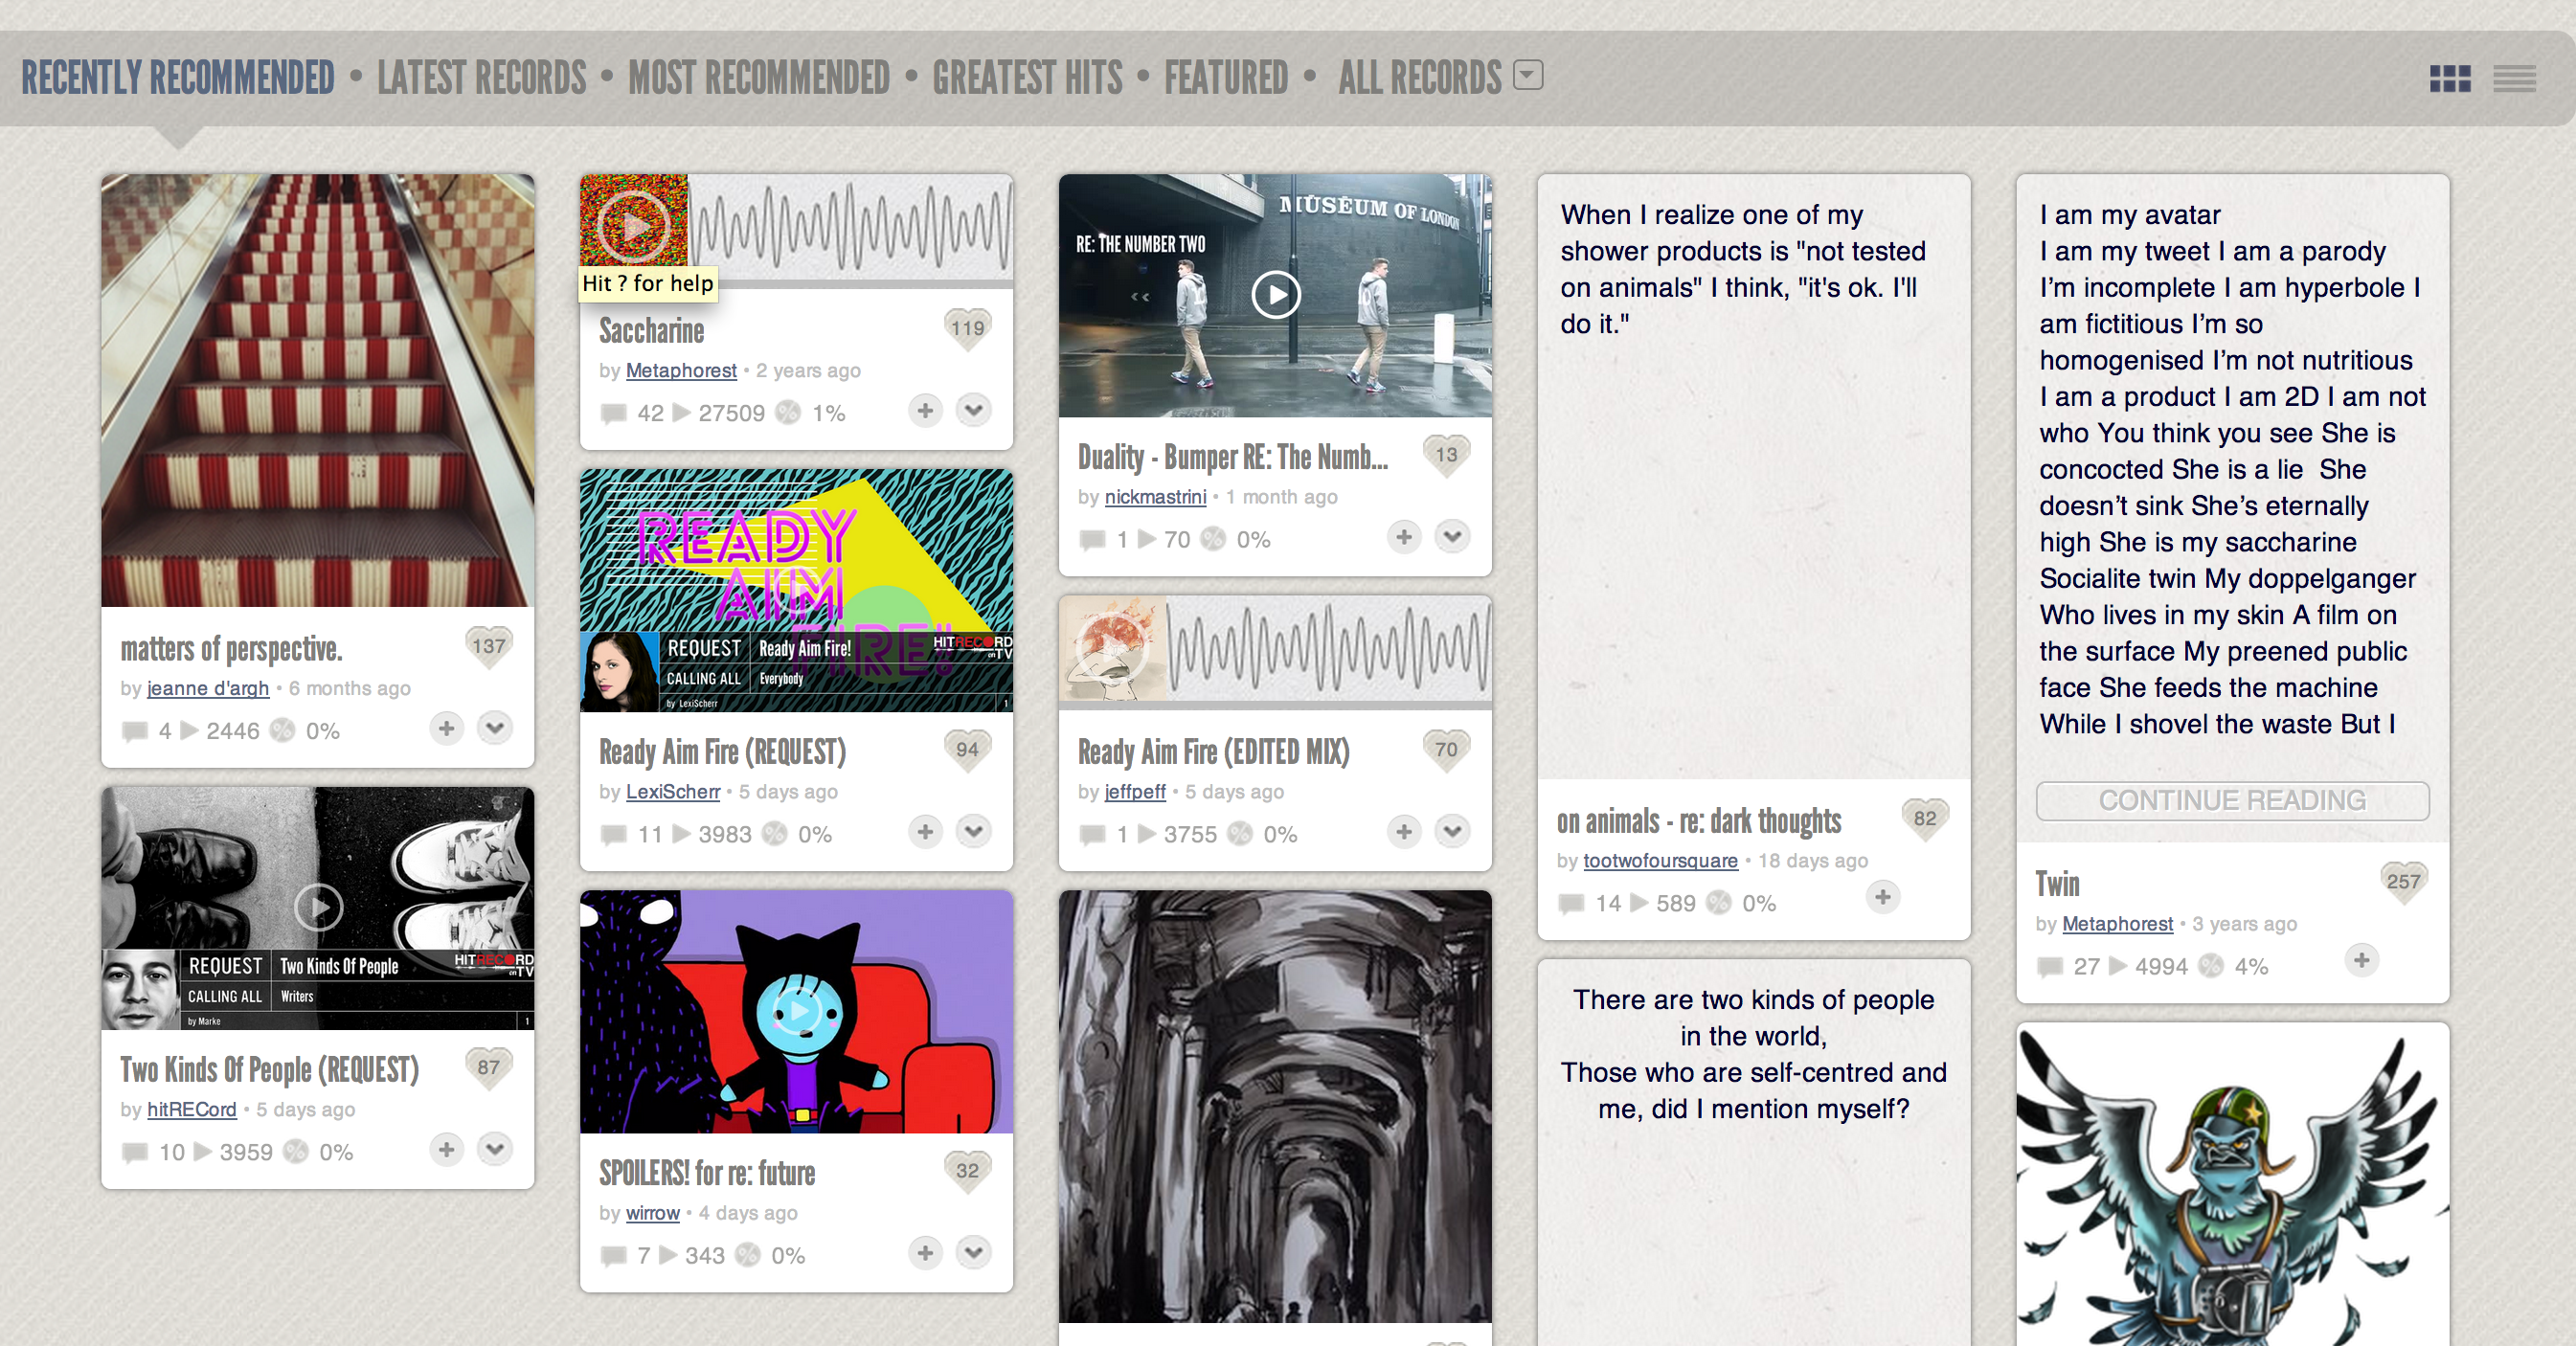 RECENTLY RECOMMENDED • LATEST RECORDS • MOST RECOMMENDED • GREATEST HITS • FEATURED • ALL RECORDS
matters of perspective.
137
by jeanne d'argh • 6 months ago
4 2446 % 0%
REQUEST Two Kinds Of People
HITRECORD
on TV
CALLING ALL Writers
by Marke 1
Two Kinds Of People (REQUEST)
87
by hitRECord • 5 days ago
10 3959 % 0%
Hit ? for help
Saccharine
119
by Metaphorest • 2 years ago
42 27509 % 1%
READY
AIM
FIRE!!
REQUEST Ready Aim Fire!
HITRECORD
on TV
CALLING ALL Everybody
by LexiScherr 1
Ready Aim Fire (REQUEST)
94
by LexiScherr • 5 days ago
11 3983 % 0%
SPOILERS! for re: future
32
by wirrow • 4 days ago
7 343 % 0%
MUSEUM OF LONDON
RE: THE NUMBER TWO
<<
Duality - Bumper RE: The Numb...
13
by nickmastrini • 1 month ago
1 70 % 0%
Ready Aim Fire (EDITED MIX)
70
by jeffpeff • 5 days ago
1 3755 % 0%
When I realize one of my
shower products is "not tested
on animals" I think, "it's ok. I'll
do it."
on animals - re: dark thoughts
82
by tootwofoursquare • 18 days ago
14 589 % 0%
There are two kinds of people
in the world,
Those who are self-centred and
me, did I mention myself?
I am my avatar
I am my tweet I am a parody
I’m incomplete I am hyperbole I
am fictitious I’m so
homogenised I’m not nutritious
I am a product I am 2D I am not
who You think you see She is
concocted She is a lie  She
doesn’t sink She’s eternally
high She is my saccharine
Socialite twin My doppelganger
Who lives in my skin A film on
the surface My preened public
face She feeds the machine
While I shovel the waste But I
CONTINUE READING
Twin
257
by Metaphorest • 3 years ago
27 4994 % 4%